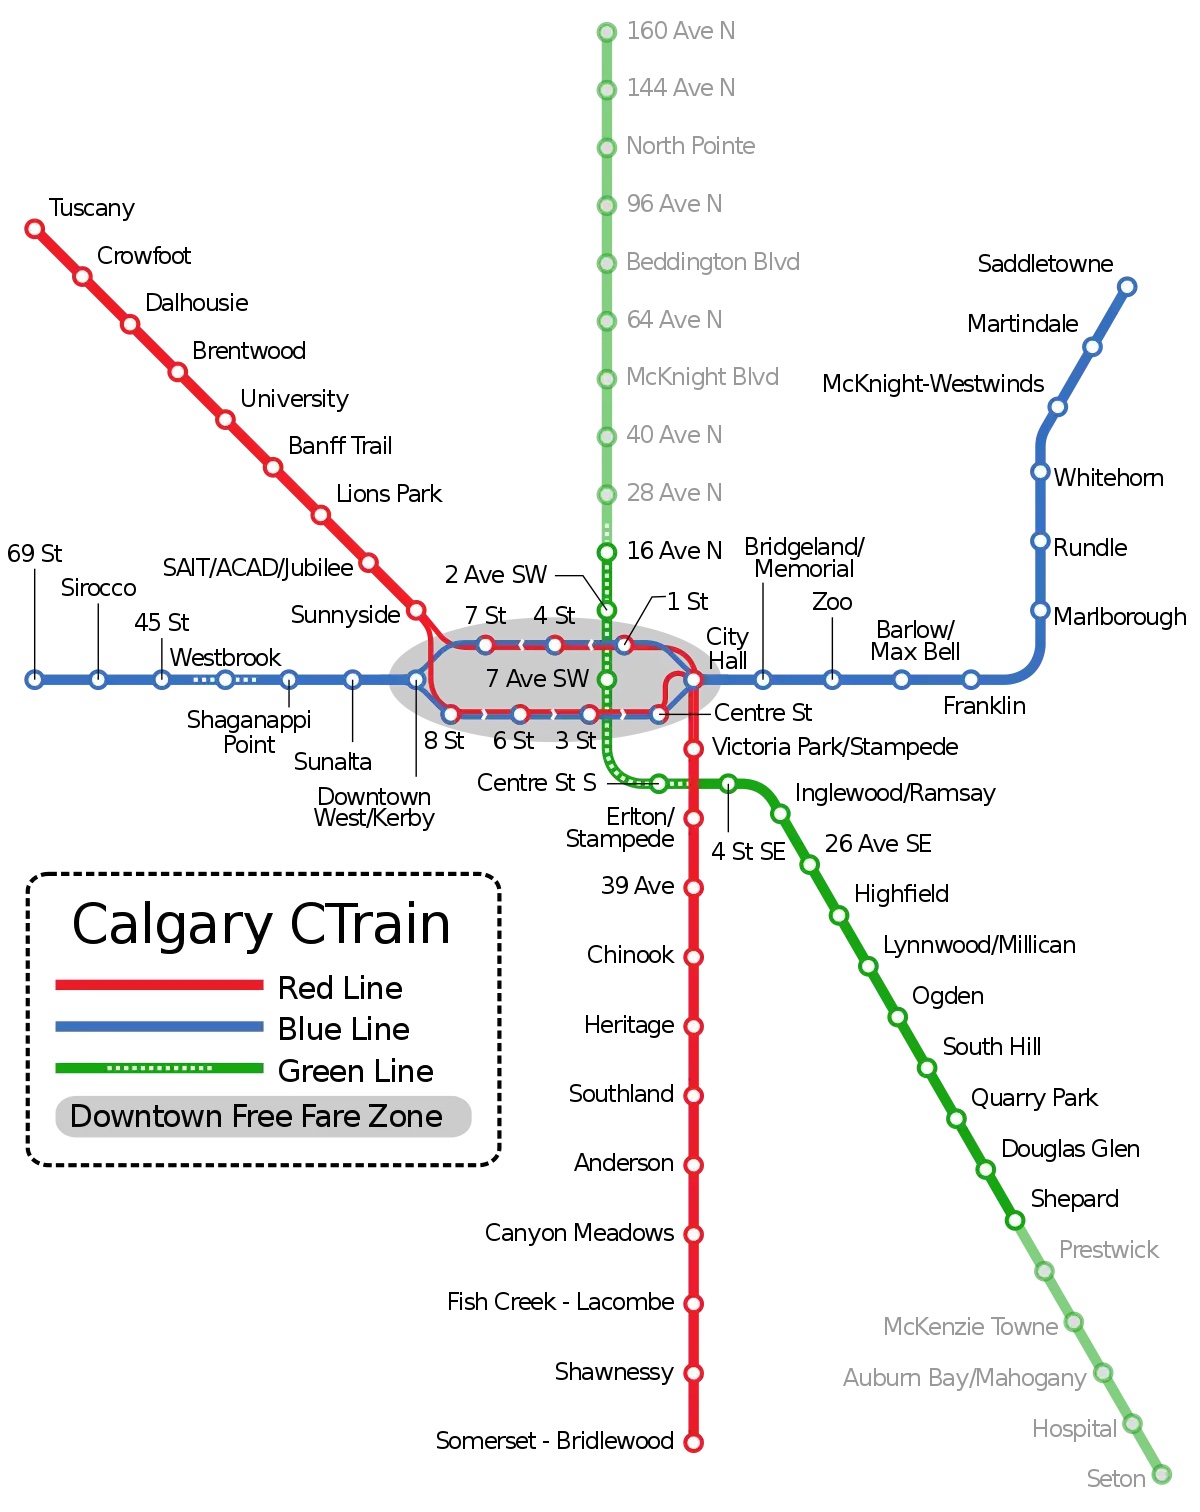 160 Ave N
144 Ave N
North Pointe
96 Ave N
Beddington Blvd
64 Ave N
McKnight Blvd
40 Ave N
28 Ave N
16 Ave N
2 Ave SW
7 Ave SW
Centre St S
4 St SE
Inglewood/Ramsay
26 Ave SE
Highfield
Lynnwood/Millican
Ogden
South Hill
Quarry Park
Douglas Glen
Shepard
Prestwick
McKenzie Towne
Auburn Bay/Mahogany
Hospital
Seton
Tuscany
Crowfoot
Dalhousie
Brentwood
University
Banff Trail
Lions Park
SAIT/ACAD/Jubilee
Sunnyside
7 St
4 St
1 St
8 St
6 St
3 St
Centre St
City
Hall
Victoria Park/Stampede
Erlton/
Stampede
39 Ave
Chinook
Heritage
Southland
Anderson
Canyon Meadows
Fish Creek - Lacombe
Shawnessy
Somerset - Bridlewood
69 St
Sirocco
45 St
Westbrook
Shaganappi
Point
Sunalta
Downtown
West/Kerby
Bridgeland/
Memorial
Zoo
Barlow/
Max Bell
Franklin
Marlborough
Rundle
Whitehorn
McKnight-Westwinds
Martindale
Saddletowne
Calgary CTrain
Red Line
Blue Line
Green Line
Downtown Free Fare Zone